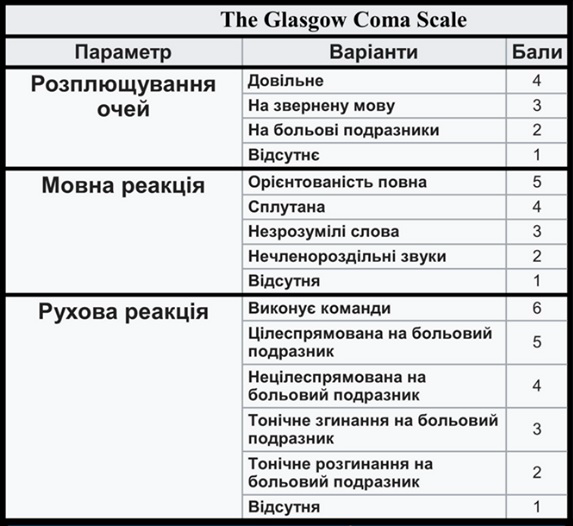 The Glasgow Coma Scale
Параметр Варіанти Бали
Розплющування
очей
Довільне 4
На звернену мову 3
На больові подразники 2
Відсутнє 1
Мовна реакція
Орієнтованість повна 5
Сплутана 4
Незрозумілі слова 3
Нечленороздільні звуки 2
Відсутня 1
Рухова реакція
Виконує команди 6
Цілеспрямована на больовий
подразник 5
Нецілеспрямована на
больовий подразник 4
Тонічне згинання на больовий
подразник 3
Тонічне розгинання на
больовий подразник 2
Відсутня 1